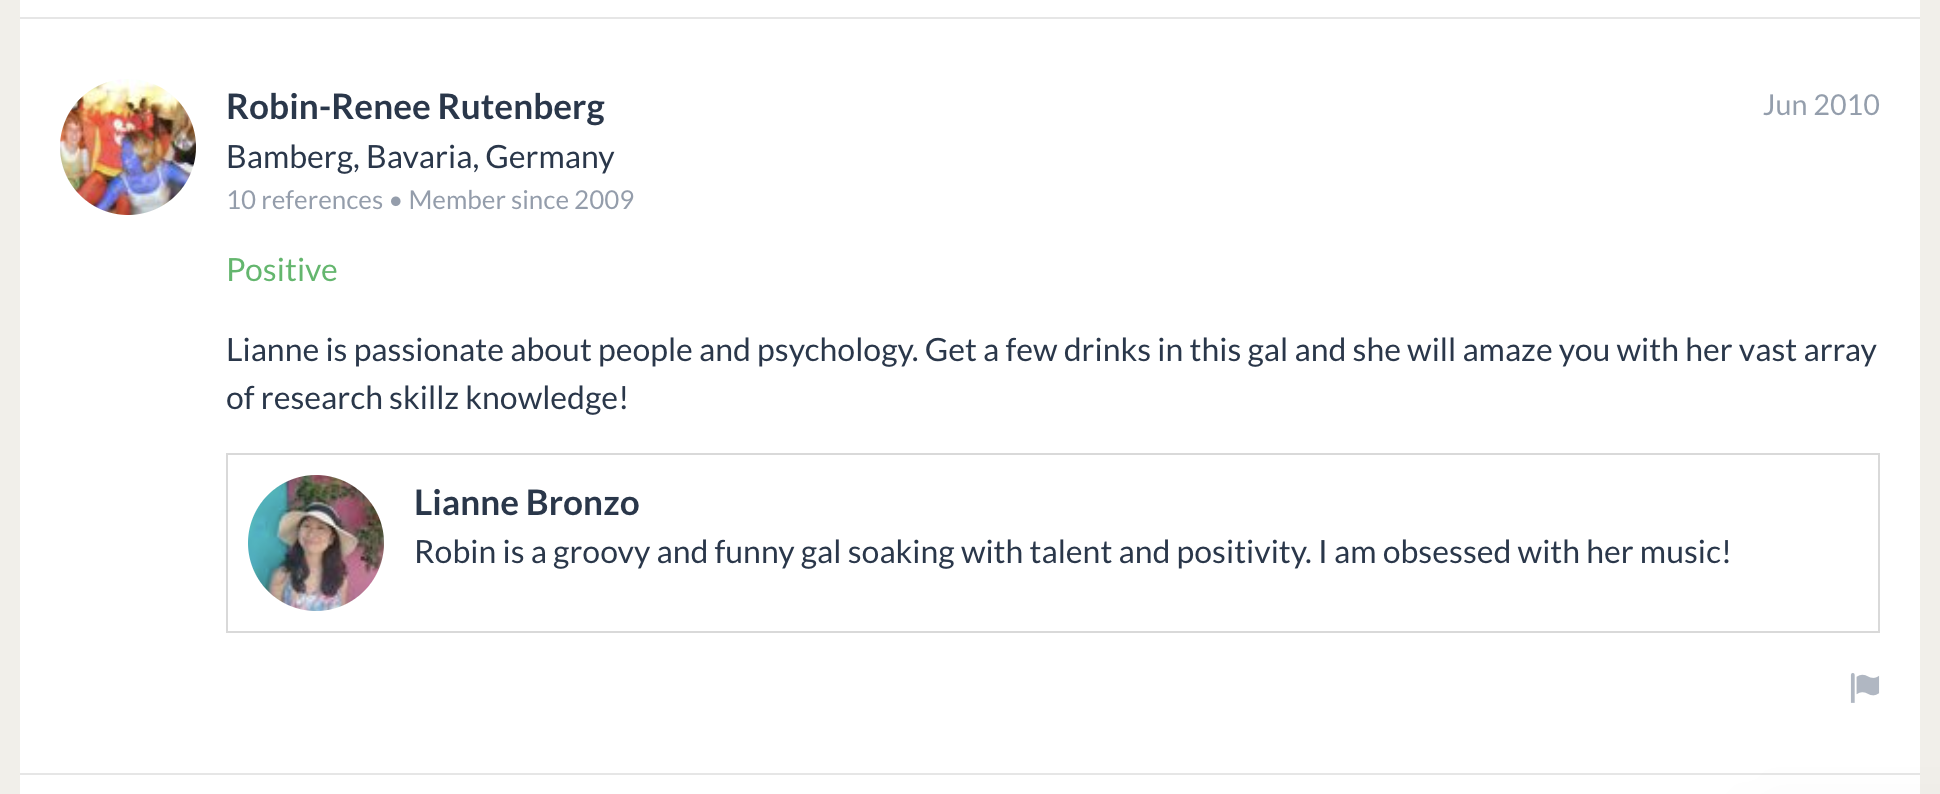 Robin-Renee Rutenberg
Jun 2010
Bamberg, Bavaria, Germany
10 references • Member since 2009
Positive
Lianne is passionate about people and psychology. Get a few drinks in this gal and she will amaze you with her vast array
of research skillz knowledge!
Lianne Bronzo
Robin is a groovy and funny gal soaking with talent and positivity. I am obsessed with her music!